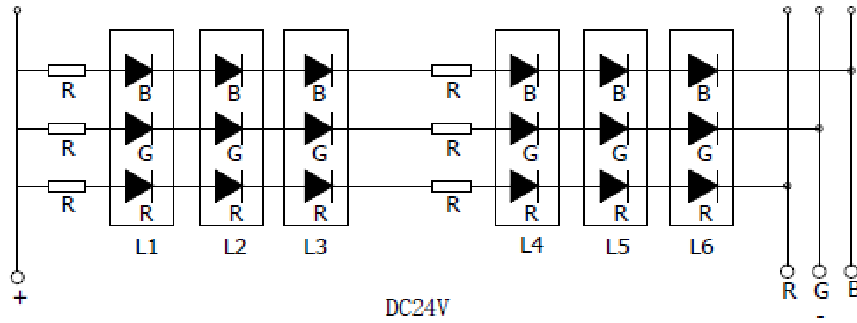 B B B B B B
R R
G G G G G G
R R
R R R R R R
R R
L1 L2 L3 L4 L5 L6
+ R G B
-
DC24V